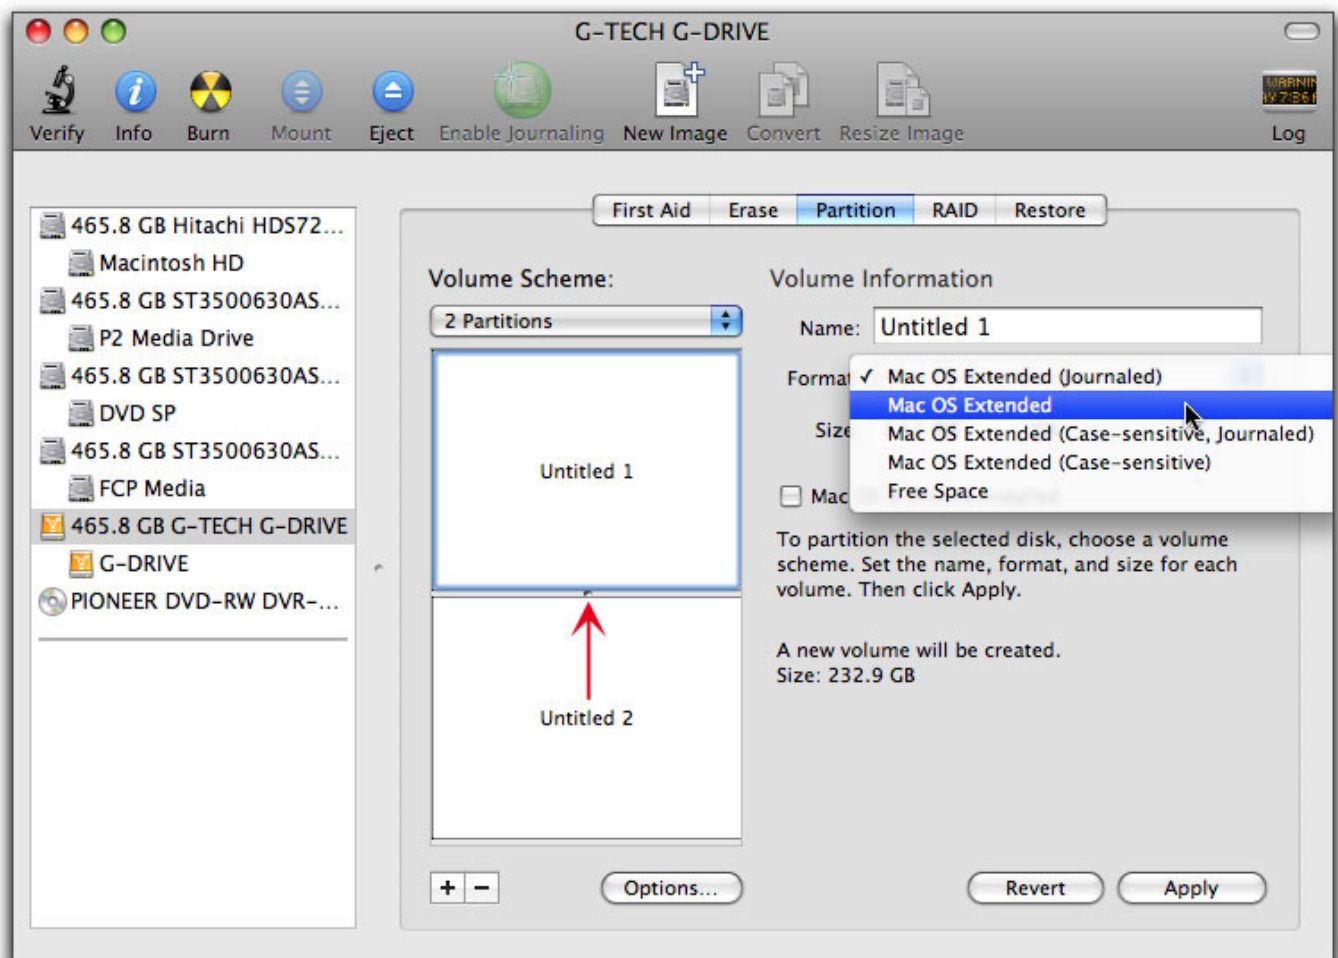 G-TECH G-DRIVE
Verify Info Burn Mount Eject Enable Journaling New Image Convert Resize Image Log
First Aid Erase Partition RAID Restore
465.8 GB Hitachi HDS72...
Macintosh HD
465.8 GB ST3500630AS...
P2 Media Drive
465.8 GB ST3500630AS...
DVD SP
465.8 GB ST3500630AS...
FCP Media
465.8 GB G-TECH G-DRIVE
G-DRIVE
PIONEER DVD-RW DVR-...
Volume Scheme:
2 Partitions
Untitled 1
Untitled 2
+ −
Options...
Volume Information
Name: Untitled 1
Format
✓ Mac OS Extended (Journaled)
Mac OS Extended
Mac OS Extended (Case-sensitive, Journaled)
Mac OS Extended (Case-sensitive)
Free Space
Size
Mac
To partition the selected disk, choose a volume
scheme. Set the name, format, and size for each
volume. Then click Apply.
A new volume will be created.
Size: 232.9 GB
Revert Apply